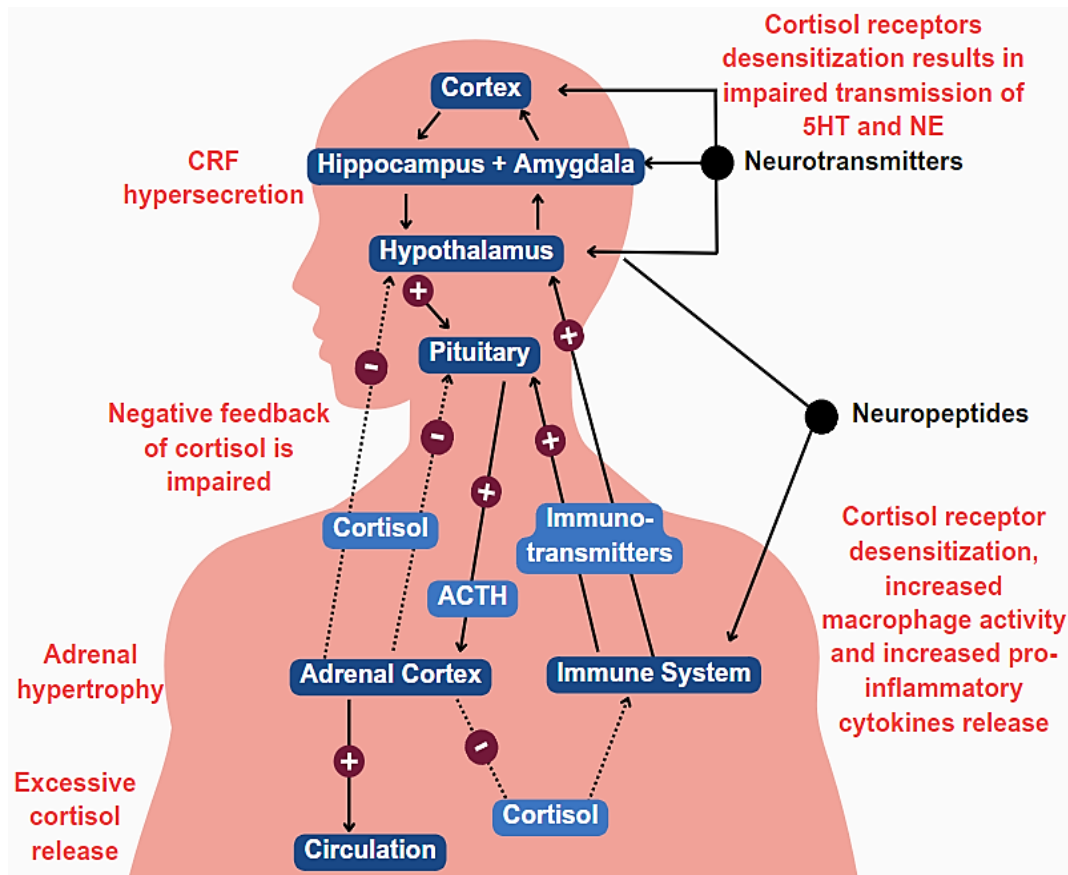 Cortisol receptors
desensitization results in
impaired transmission of
5HT and NE
Neurotransmitters
Cortex
CRF
hypersecretion
Hippocampus + Amygdala
Hypothalamus
+
Pituitary
+
−
Negative feedback
of cortisol is
impaired
−
+
Neuropeptides
+
Cortisol
Immuno-
transmitters
ACTH
Cortisol receptor
desensitization,
increased
macrophage activity
and increased pro-
inflammatory
cytokines release
Adrenal
hypertrophy
Adrenal Cortex
Immune System
−
+
Excessive
cortisol
release
Cortisol
Circulation